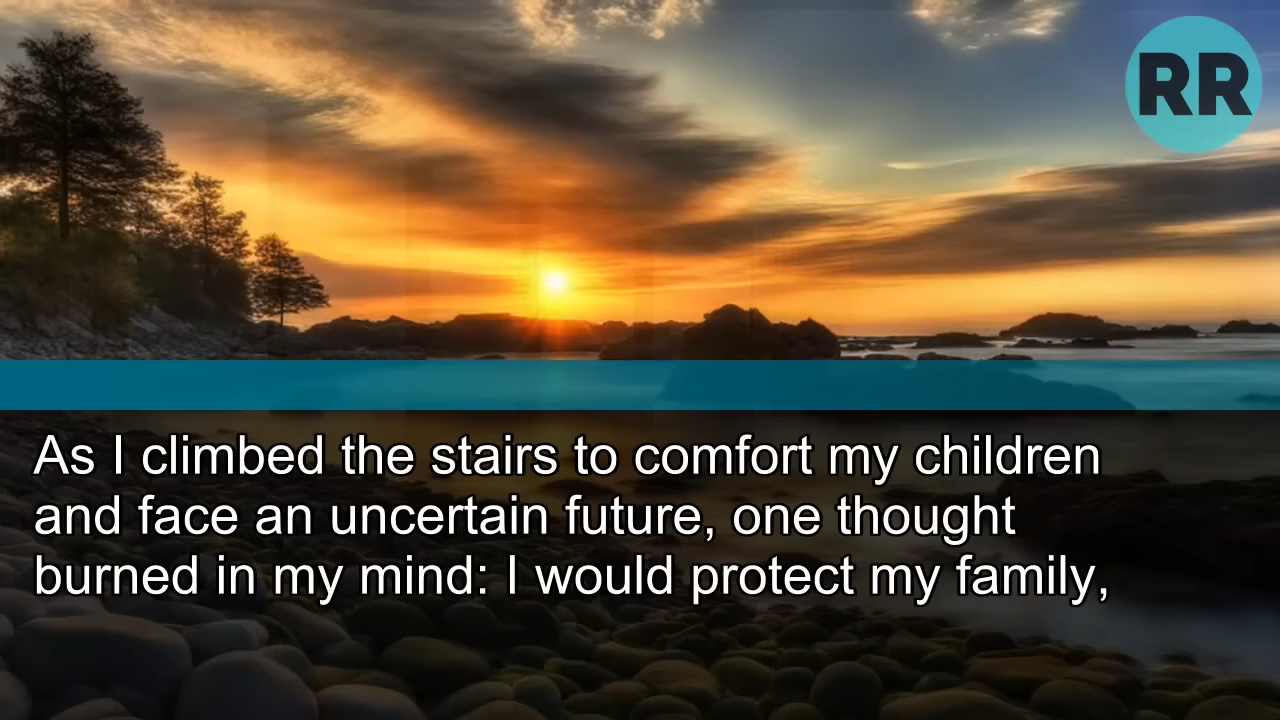 RR
As I climbed the stairs to comfort my children
and face an uncertain future, one thought
burned in my mind: I would protect my family,